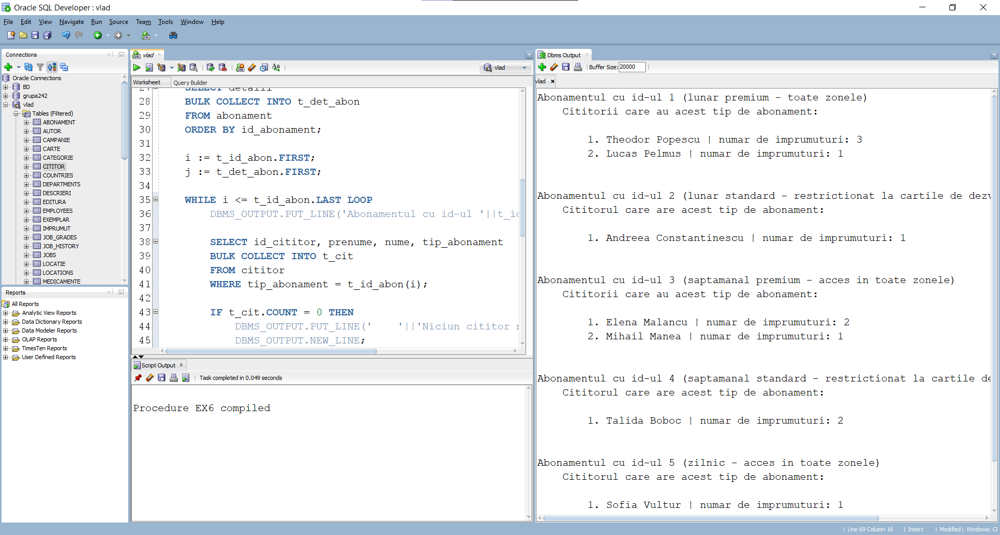 Oracle SQL Developer : vlad
File Edit View Navigate Run Source Team Tools Window Help
Connections
Oracle Connections
BD
grupa242
vlad
Tables (Filtered)
ABONAMENT
AUTOR
CAMPANIE
CARTE
CATEGORIE
CITITOR
COUNTRIES
DEPARTMENTS
DESCRIERI
EDITURA
EMPLOYEES
EXEMPLAR
IMPRUMUT
JOB_GRADES
JOB_HISTORY
JOBS
LOCATIE
LOCATIONS
MEDICAMENTE
Reports
All Reports
Analytic View Reports
Data Dictionary Reports
Data Modeler Reports
OLAP Reports
TimesTen Reports
User Defined Reports
vlad
vlad
Worksheet Query Builder
27 SELECT detalii
28 BULK COLLECT INTO t_det_abon
29 FROM abonament
30 ORDER BY id_abonament;
31
32 i := t_id_abon.FIRST;
33 j := t_det_abon.FIRST;
34
35 WHILE i <= t_id_abon.LAST LOOP
36 DBMS_OUTPUT.PUT_LINE('Abonamentul cu id-ul '||t_id
37
38 SELECT id_cititor, prenume, nume, tip_abonament
39 BULK COLLECT INTO t_cit
40 FROM cititor
41 WHERE tip_abonament = t_id_abon(i);
42
43 IF t_cit.COUNT = 0 THEN
44 DBMS_OUTPUT.PUT_LINE('    '||'Niciun cititor
45 DBMS_OUTPUT.NEW_LINE;
Script Output
Task completed in 0.049 seconds
Procedure EX6 compiled
Dbms Output
Buffer Size: 20000
vlad
Abonamentul cu id-ul 1 (lunar premium - toate zonele)
Cititorii care au acest tip de abonament:
1. Theodor Popescu | numar de imprumuturi: 3
2. Lucas Pelmus | numar de imprumuturi: 1
Abonamentul cu id-ul 2 (lunar standard - restrictionat la cartile de dezv
Cititorul care are acest tip de abonament:
1. Andreea Constantinescu | numar de imprumuturi: 1
Abonamentul cu id-ul 3 (saptamanal premium - acces in toate zonele)
Cititorii care au acest tip de abonament:
1. Elena Malancu | numar de imprumuturi: 2
2. Mihail Manea | numar de imprumuturi: 1
Abonamentul cu id-ul 4 (saptamanal standard - restrictionat la cartile de
Cititorul care are acest tip de abonament:
1. Talida Boboc | numar de imprumuturi: 2
Abonamentul cu id-ul 5 (zilnic - acces in toate zonele)
Cititorul care are acest tip de abonament:
1. Sofia Vultur | numar de imprumuturi: 1
Line 69 Column 16 | Insert | Modified | Windows: